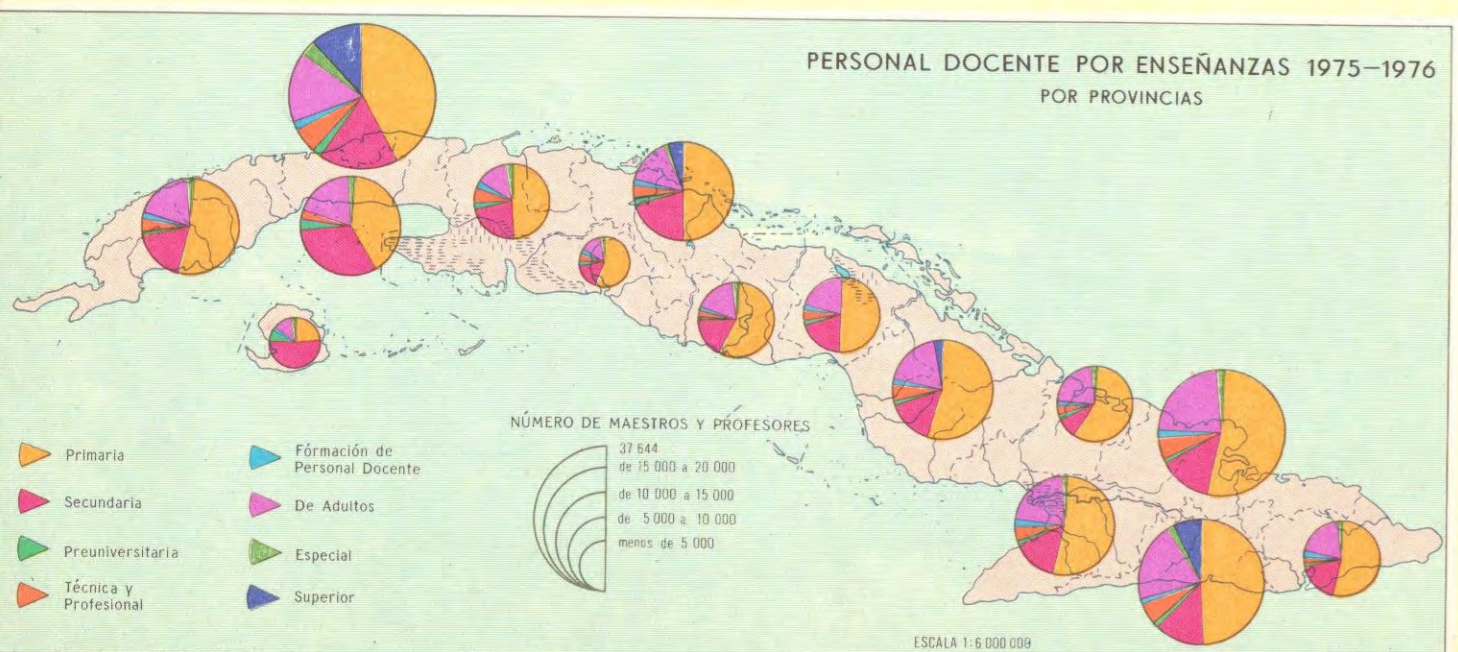 PERSONAL DOCENTE POR ENSEÑANZAS 1975–1976
POR PROVINCIAS
NÚMERO DE MAESTROS Y PROFESORES
37 644
de 15 000 a 20 000
de 10 000 a 15 000
de 5 000 a 10 000
menos de 5 000
Primaria
Secundaria
Preuniversitaria
Técnica y
Profesional
Fórmación de
Personal Docente
De Adultos
Especial
Superior
ESCALA 1:6 000 000